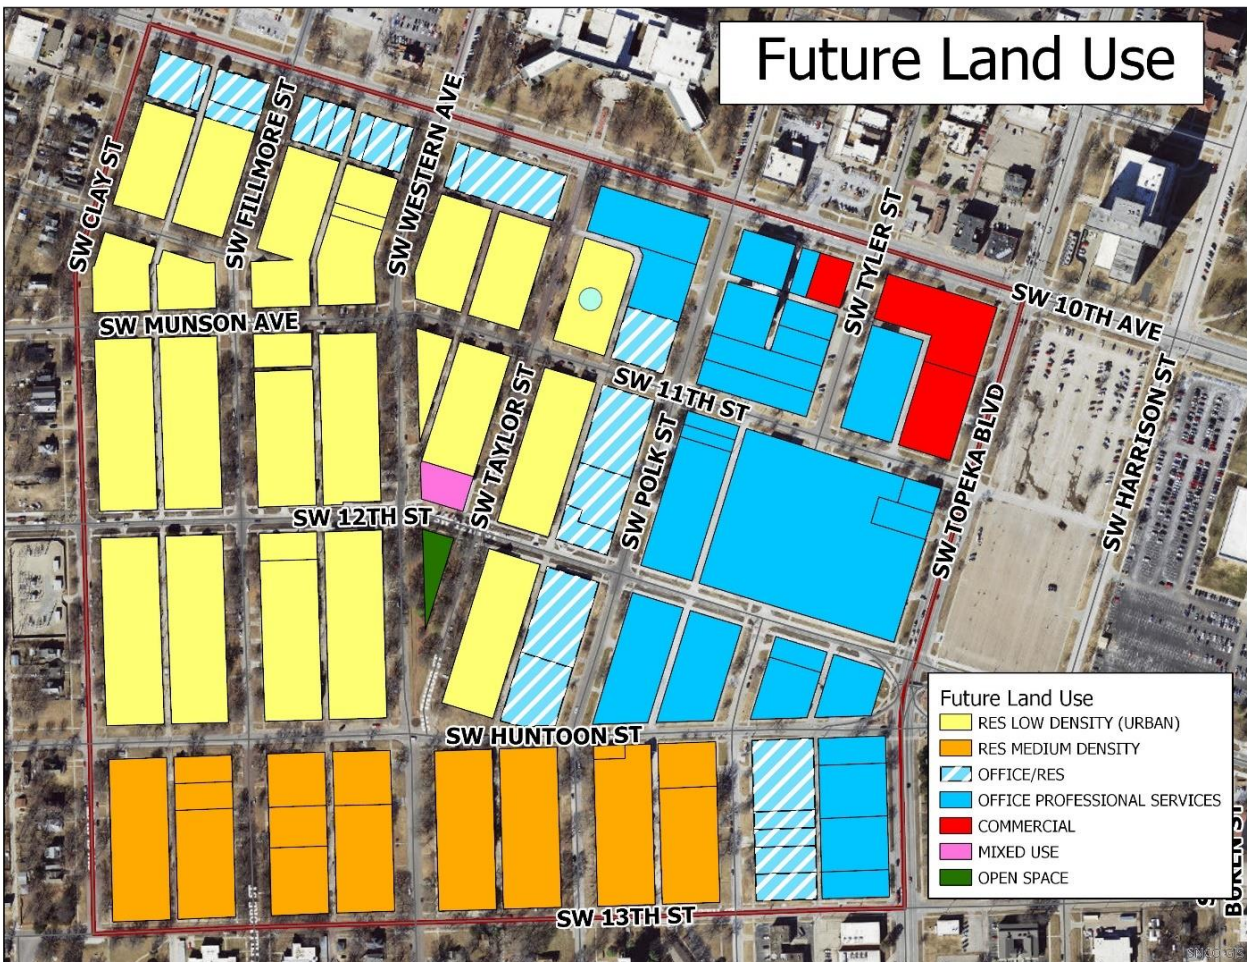 Future Land Use
SW CLAY ST
SW FILLMORE ST
SW WESTERN AVE
SW TYLER ST
SW 10TH AVE
SW MUNSON AVE
SW 11TH ST
SW TAYLOR ST
SW POLK ST
SW TOPEKA BLVD
SW HARRISON ST
SW 12TH ST
SW HUNTOON ST
SW 13TH ST
Future Land Use
RES LOW DENSITY (URBAN)
RES MEDIUM DENSITY
OFFICE/RES
OFFICE PROFESSIONAL SERVICES
COMMERCIAL
MIXED USE
OPEN SPACE
BUREN ST